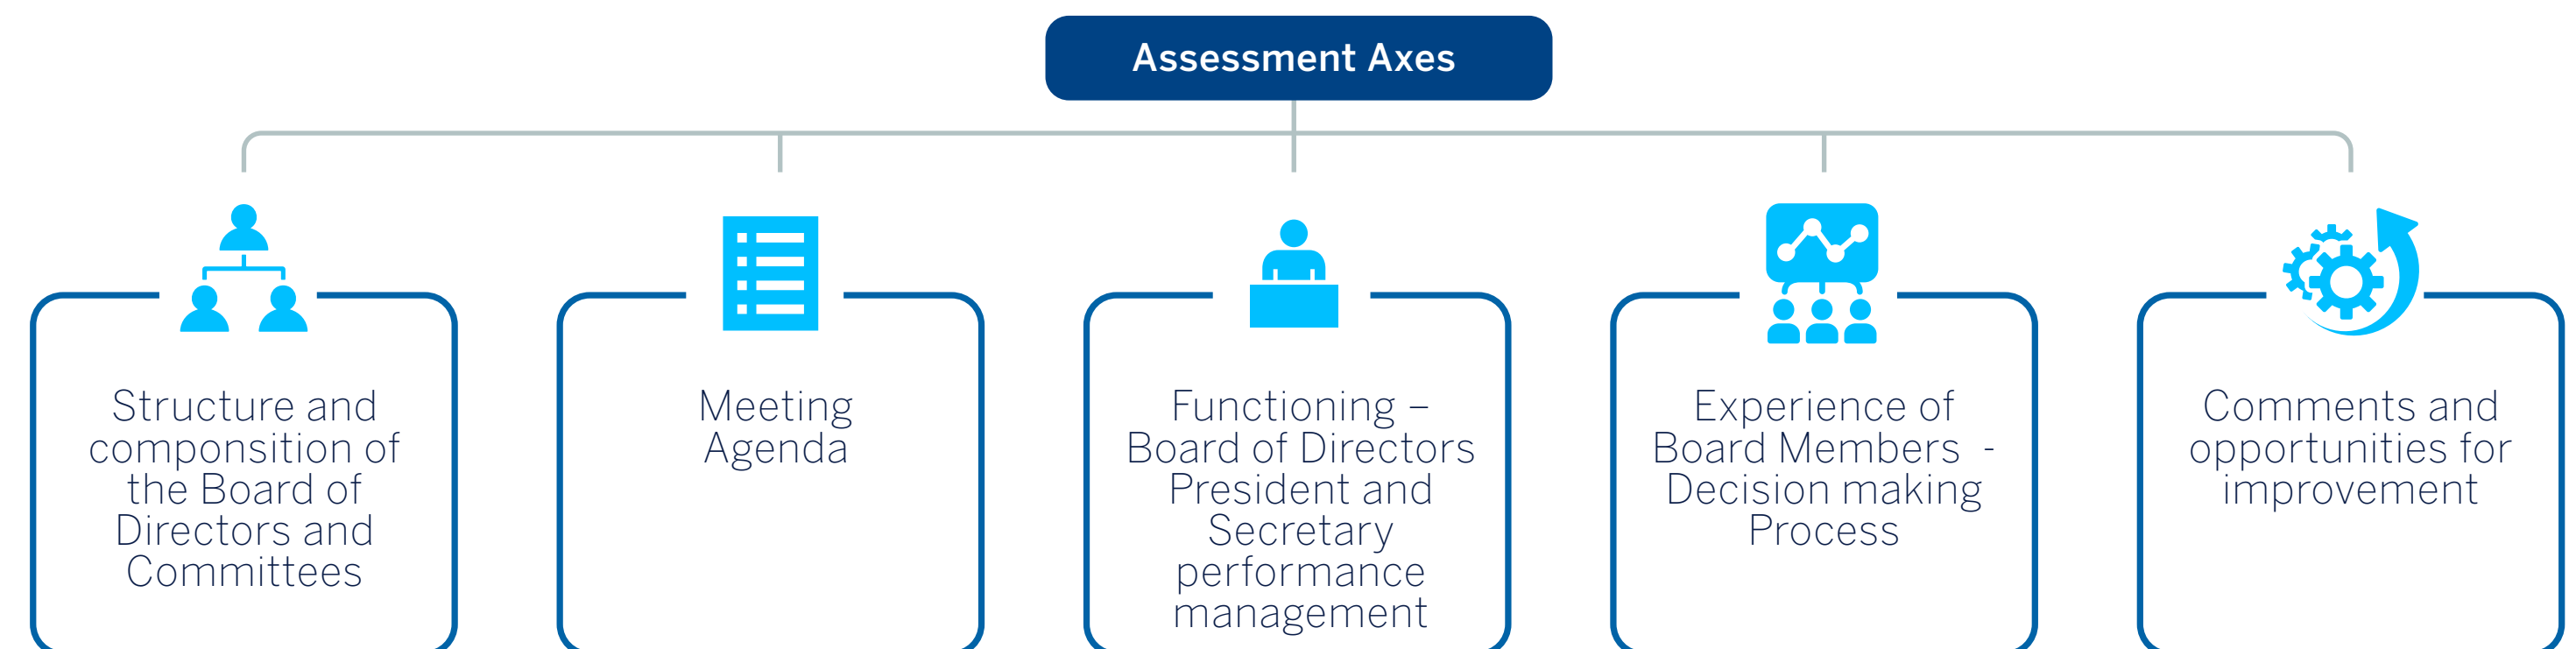 Assessment Axes
Structure and
componsition of
the Board of
Directors and
Committees
Meeting
Agenda
Functioning –
Board of Directors
President and
Secretary
performance
management
Experience of
Board Members  -
Decision making
Process
Comments and
opportunities for
improvement